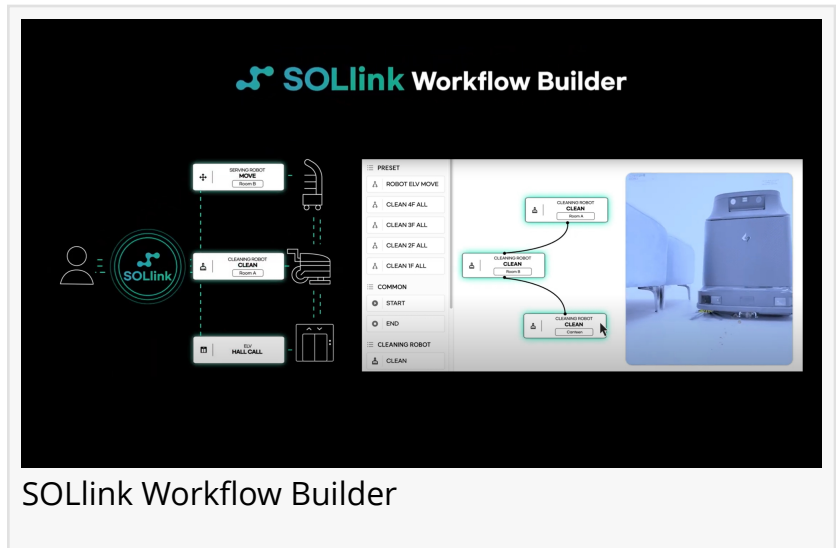 SOLlink Workflow Builder
SERVING ROBOT
MOVE
Room B
SOLlink
CLEANING ROBOT
CLEAN
Room A
ELV
HALL CALL
PRESET
ROBOT ELV MOVE
CLEAN 4F ALL
CLEAN 3F ALL
CLEAN 2F ALL
CLEAN 1F ALL
COMMON
START
END
CLEANING ROBOT
CLEAN
CLEANING ROBOT
CLEAN
Room A
CLEANING ROBOT
CLEAN
Room B
CLEANING ROBOT
CLEAN
Canteen
SOLlink Workflow Builder